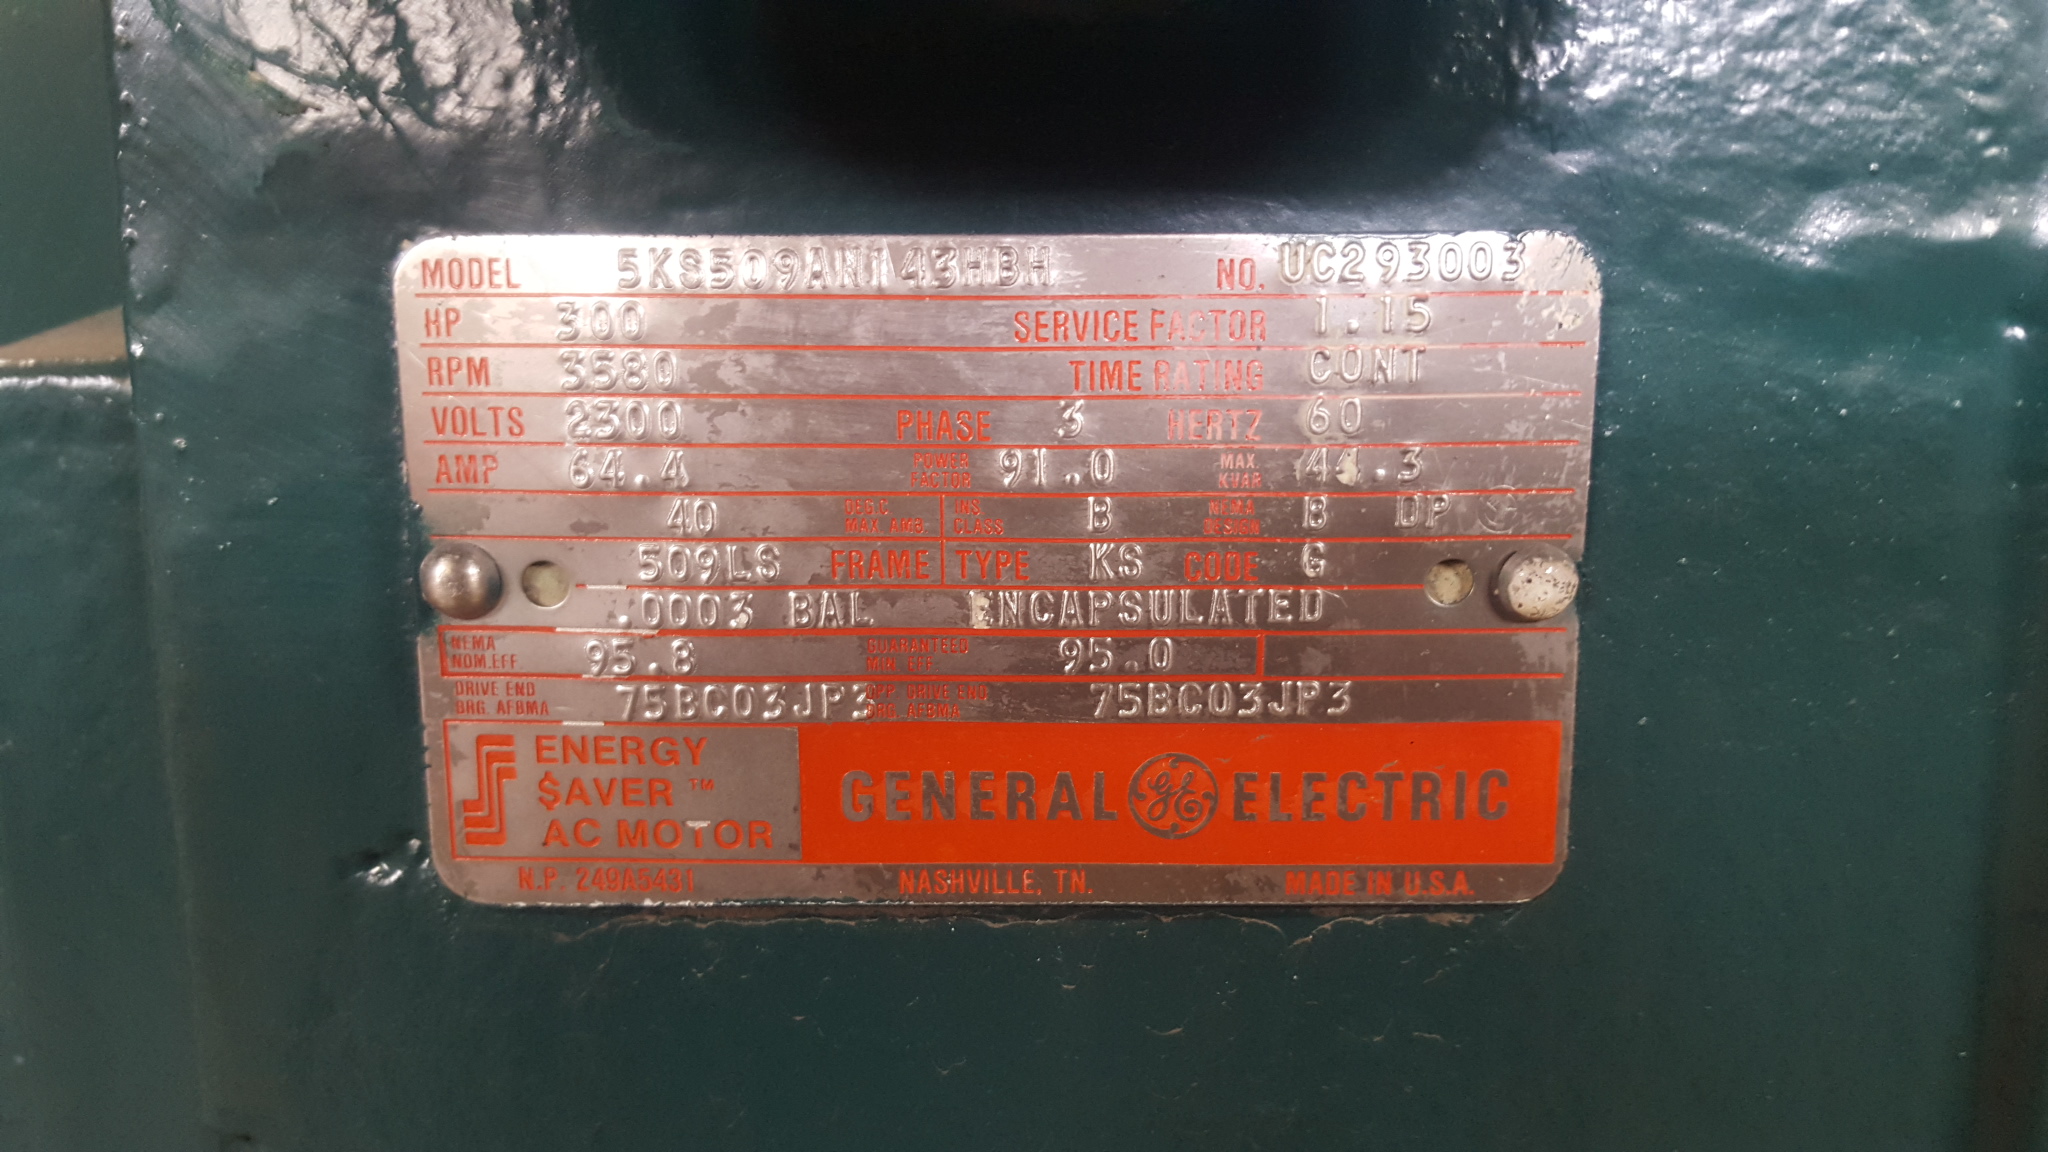 MODEL 5KS509AN143HBH NO. UC293003
HP 300 SERVICE FACTOR 1.15
RPM 3580 TIME RATING CONT
VOLTS 2300 PHASE 3 HERTZ 60
AMP 64.4 POWER FACTOR 91.0 MAX. KVAR 44.3
40 DEG.C MAX. AMB. INS. CLASS B NEMA DESIGN B DP
509LS FRAME TYPE KS CODE G
.0003 BAL ENCAPSULATED
NEMA NOM.EFF. 95.8 GUARANTEED MIN. EFF. 95.0
DRIVE END BRG. AFBMA 75BC03JP3 OPP. DRIVE END BRG. AFBMA 75BC03JP3
ENERGY
$AVER™
AC MOTOR
GENERAL GE ELECTRIC
N.P. 249A5431 NASHVILLE, TN. MADE IN U.S.A.